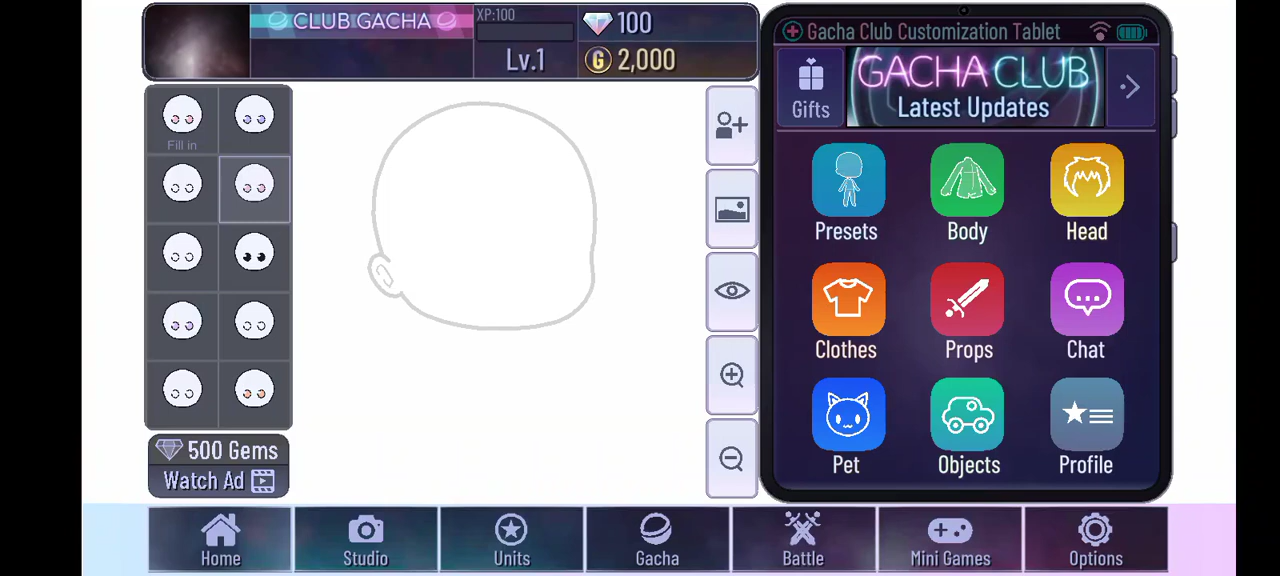 CLUB GACHA
XP:100
Lv.1
100
G 2,000
Gacha Club Customization Tablet
Gifts
GACHA CLUB
Latest Updates
Fill in
Presets
Body
Head
Clothes
Props
Chat
Pet
Objects
Profile
500 Gems
Watch Ad
Home
Studio
Units
Gacha
Battle
Mini Games
Options